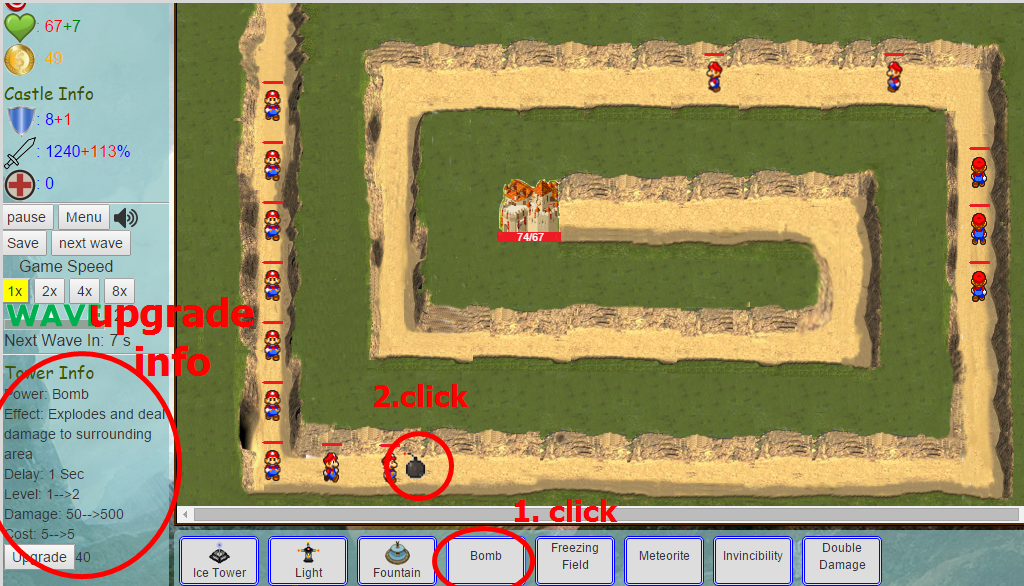 : 67+7
: 49
Castle Info
: 8+1
: 1240+113%
: 0
pause Menu
Save next wave
Game Speed
1x 2x 4x 8x
upgrade
info
Next Wave In: 7 s
Tower Info
Power: Bomb
Effect: Explodes and deal
damage to surrounding
area
Delay: 1 Sec
Level: 1-->2
Damage: 50-->500
Cost: 5-->5
Upgrade 40
74/67
2.click
1. click
Ice Tower
Light
Fountain
Bomb
Freezing
Field
Meteorite
Invincibility
Double
Damage